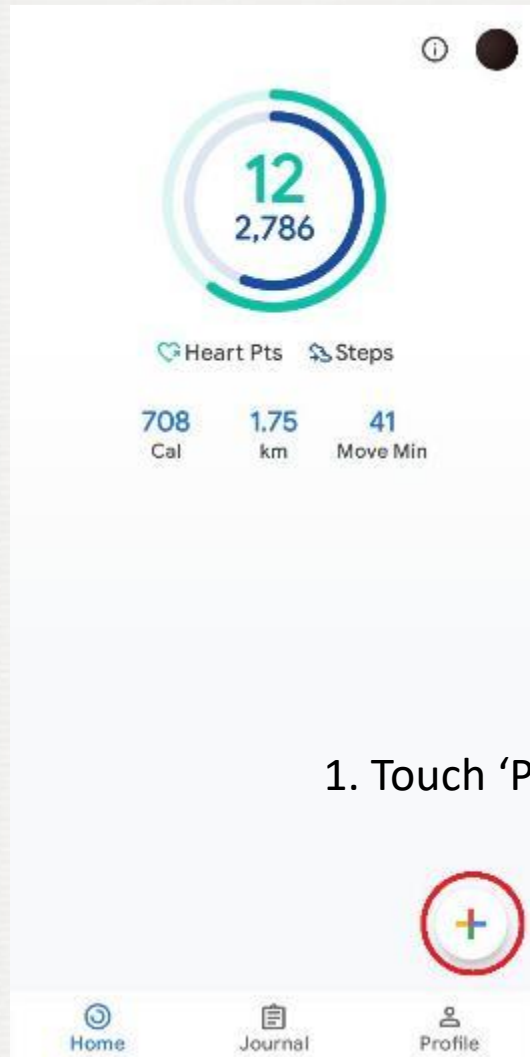 12
2,786
Heart Pts Steps
708 1.75 41
Cal km Move Min
1. Touch ‘P
Home Journal Profile